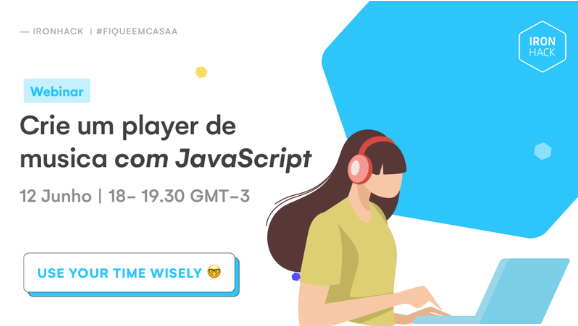 — IRONHACK | #FIQUEEMCASAA
IRON
HACK
Webinar
Crie um player de
musica com JavaScript
12 Junho | 18– 19.30 GMT–3
USE YOUR TIME WISELY 🤓